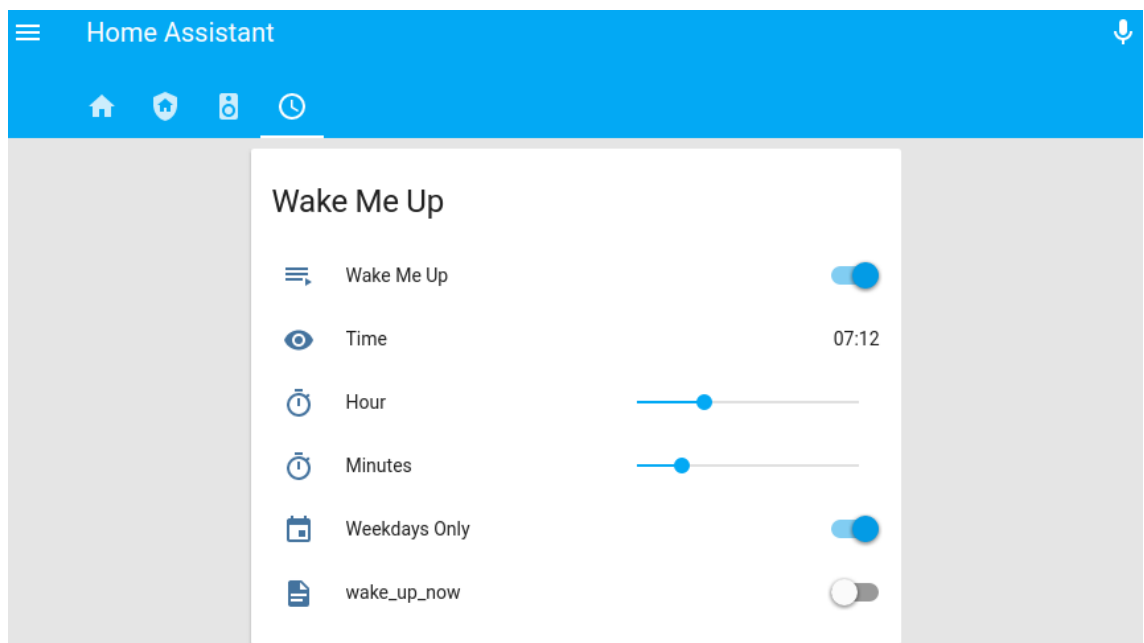 Home Assistant
Wake Me Up
Wake Me Up
Time 07:12
Hour
Minutes
Weekdays Only
wake_up_now